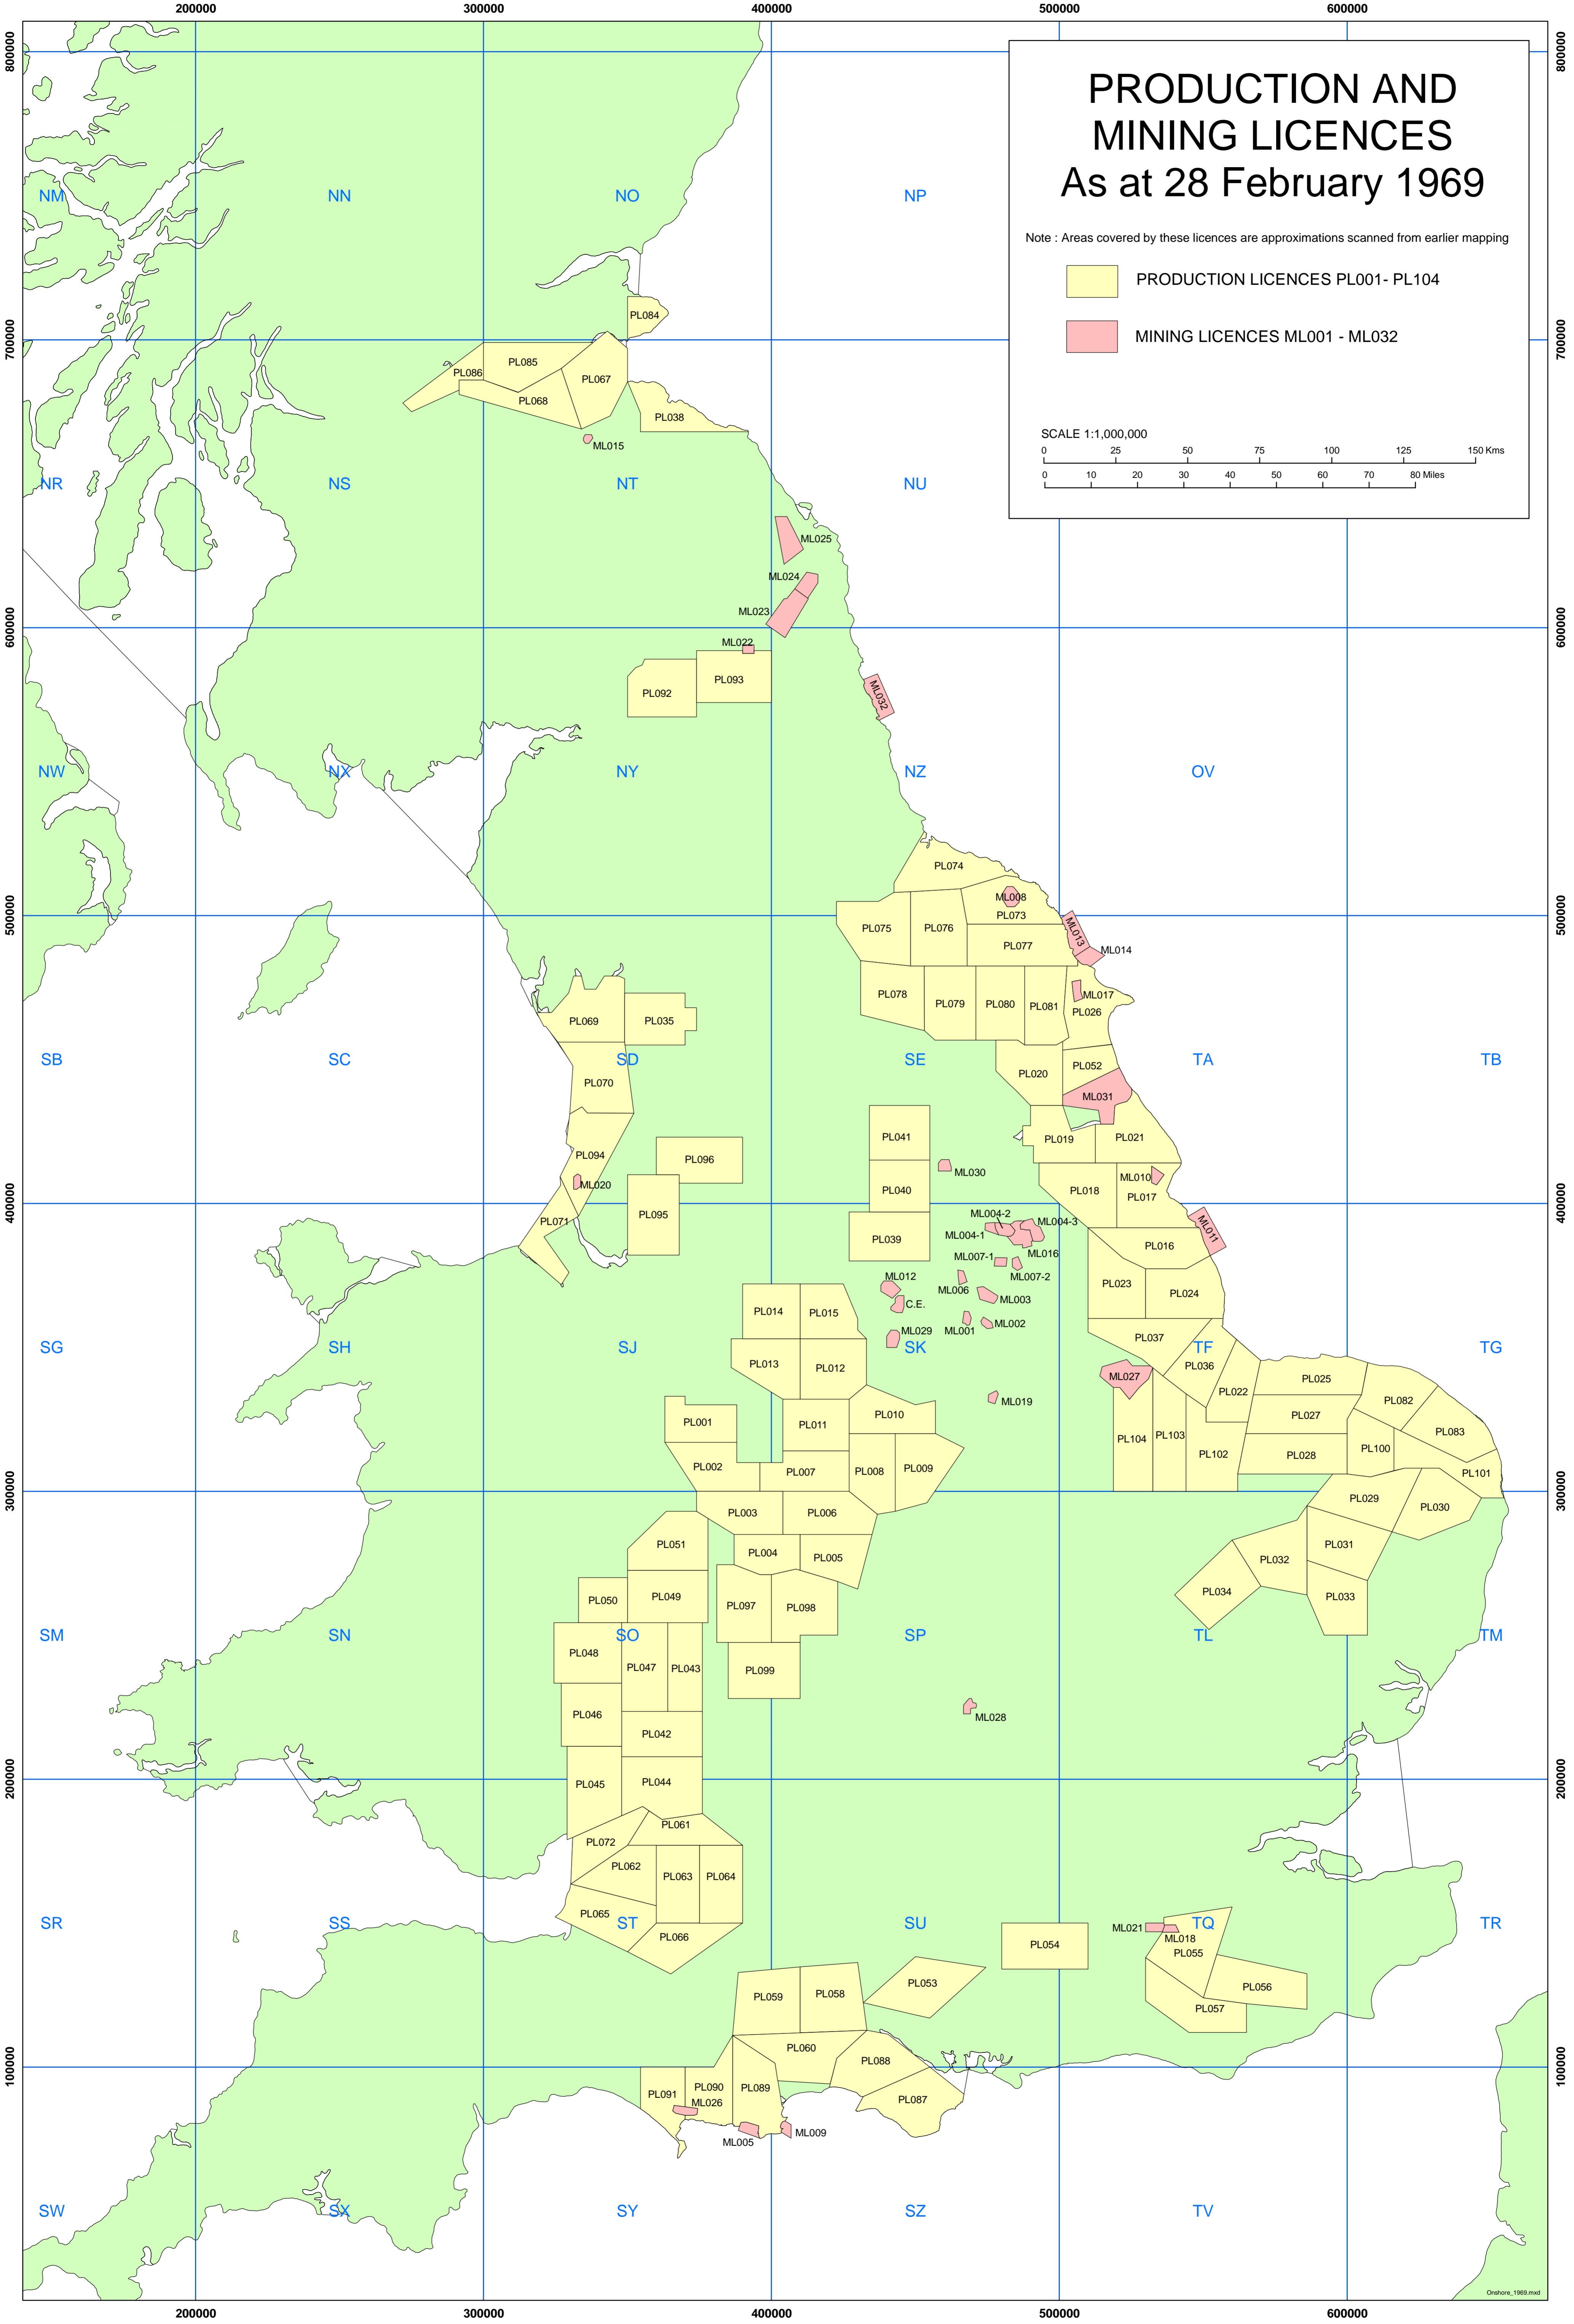 200000 300000 400000 500000 600000
800000 800000
PRODUCTION AND
MINING LICENCES
As at 28 February 1969
Note : Areas covered by these licences are approximations scanned from earlier mapping
PRODUCTION LICENCES PL001- PL104
MINING LICENCES ML001 - ML032
SCALE 1:1,000,000
0 25 50 75 100 125 150 Kms
0 10 20 30 40 50 60 70 80 Miles
NM NN NO NP
PL084
700000 700000
PL085
PL086
PL067
PL068
PL038
ML015
NR NS NT NU
ML025
ML024
ML023
600000 600000
ML022
PL093
PL092
ML032
NW NX NY NZ OV
PL074
ML008
500000 500000
PL073
PL075 PL076
ML013
PL077
ML014
PL078 PL079 PL080 PL081
ML017
PL026
PL069 PL035
SB SC SD SE TA TB
PL052
PL020
PL070
ML031
PL041
PL019 PL021
PL094
PL096
ML030
ML010
ML020
PL040
PL018
PL017
400000 400000
PL095
PL071
ML004-2
ML004-3
ML004-1
ML011
PL039
PL016
ML016
ML007-1
ML007-2
ML012
ML006
PL023
PL024
ML003
C.E.
PL014 PL015
ML001
ML002
ML029
PL037
SG SH SJ SK TF TG
PL013 PL012
PL036
ML027
PL025
PL022
PL082
ML019
PL010
PL027
PL001
PL011
PL083
PL104 PL103
PL100
PL102
PL028
PL002
PL007 PL008 PL009
PL101
300000 300000
PL029
PL030
PL003 PL006
PL051
PL031
PL004 PL005
PL032
PL034
PL033
PL050 PL049
PL097 PL098
SM SN SO SP TL TM
PL048
PL047 PL043
PL099
PL046
ML028
PL042
200000 200000
PL045 PL044
PL061
PL072
PL062
PL063 PL064
PL065
SR SS ST SU TQ TR
ML021
ML018
PL066
PL054
PL055
PL053
PL056
PL059 PL058
PL057
PL060
100000 100000
PL088
PL091 PL090 PL089
ML026
PL087
ML005
ML009
SW SX SY SZ TV
Onshore_1969.mxd
200000 300000 400000 500000 600000